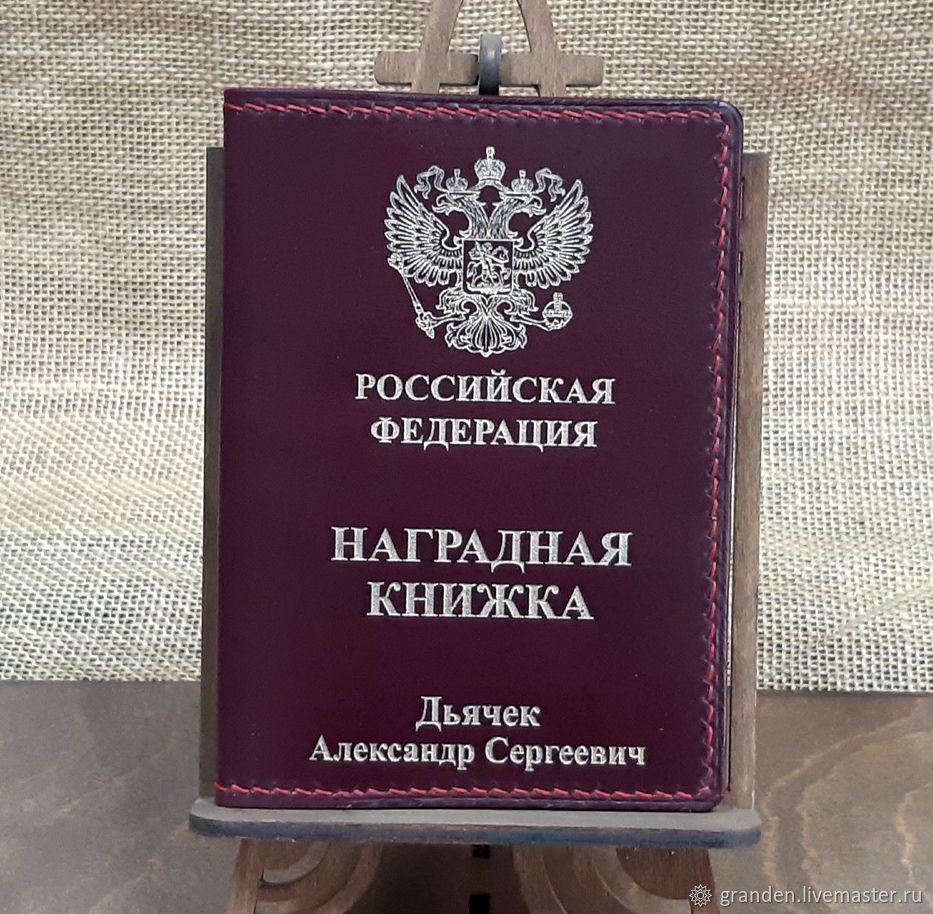 РОССИЙСКАЯ
ФЕДЕРАЦИЯ
НАГРАДНАЯ
КНИЖКА
Дьячек
Александр Сергеевич
granden.livemaster.ru